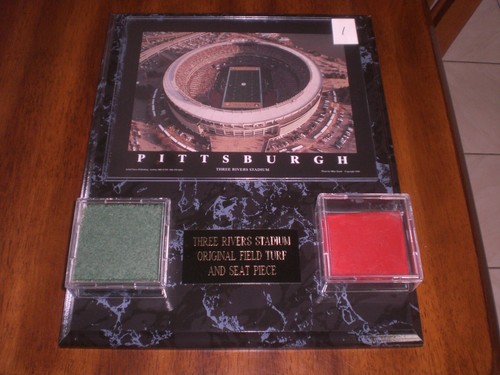 1
PITTSBURGH
THREE RIVERS STADIUM
THREE RIVERS STADIUM
ORIGINAL FIELD TURF
AND SEAT PIECE